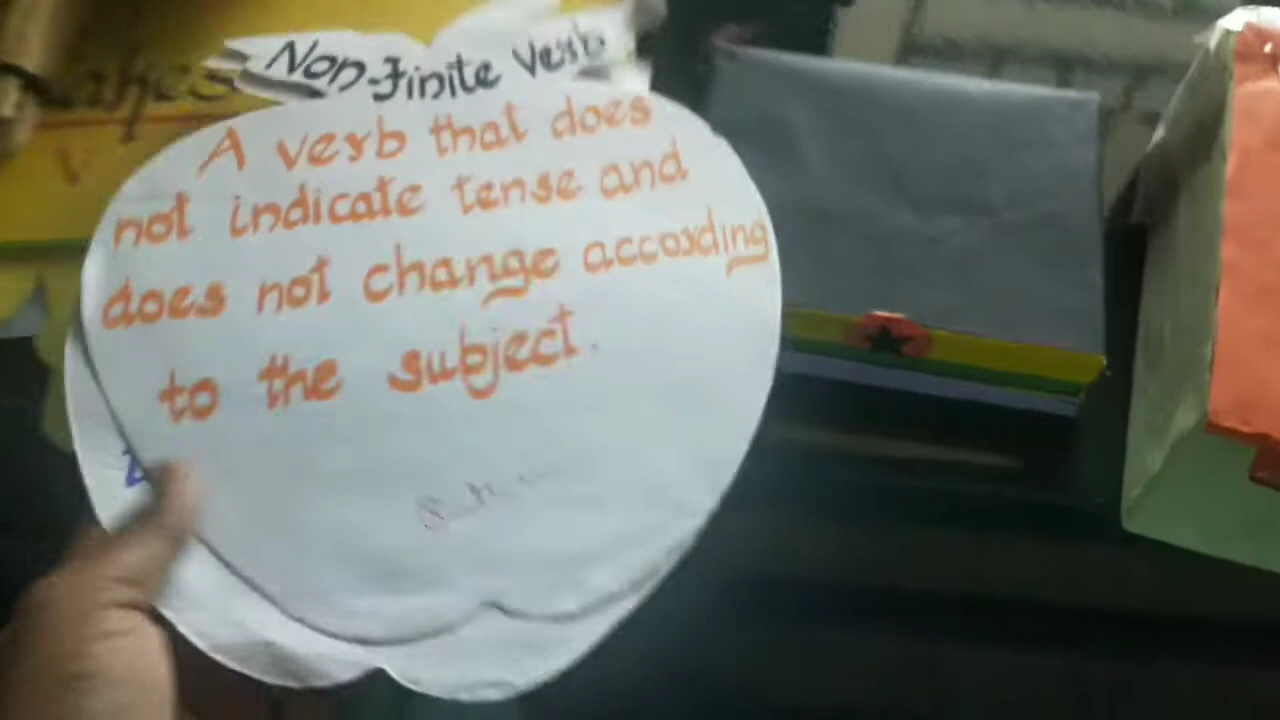 Non-Finite Verb
A verb that does
not indicate tense and
does not change according
to the subject.